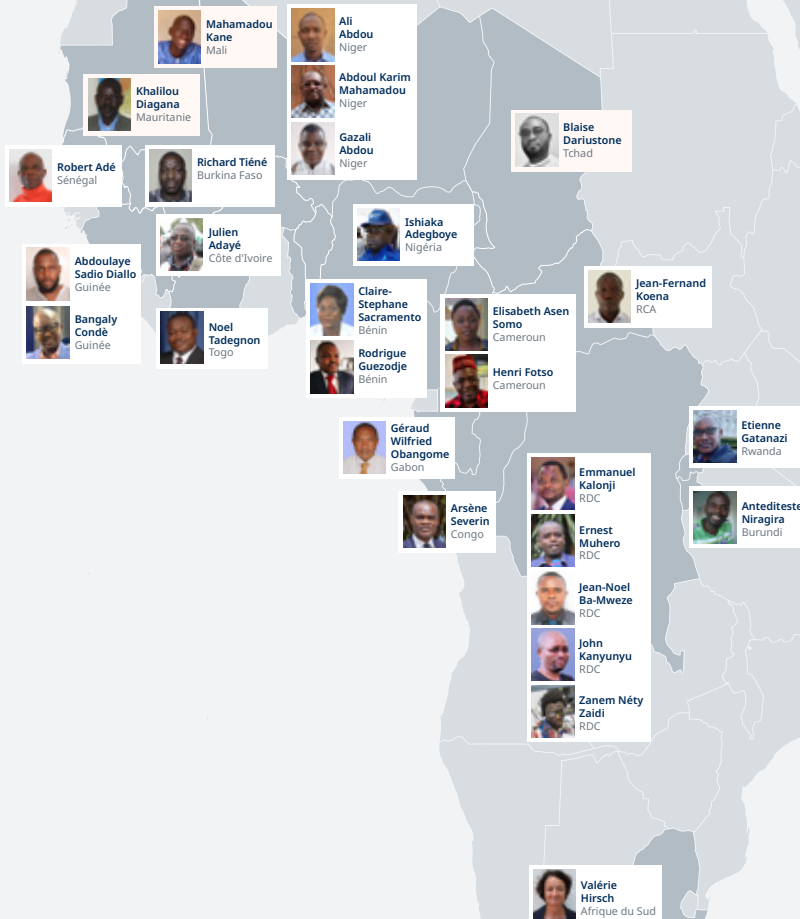 Mahamadou
Kane
Mali
Ali
Abdou
Niger
Abdoul Karim
Mahamadou
Niger
Gazali
Abdou
Niger
Khalilou
Diagana
Mauritanie
Blaise
Dariustone
Tchad
Robert Adé
Sénégal
Richard Tiéné
Burkina Faso
Julien
Adayé
Côte d'Ivoire
Ishiaka
Adegboye
Nigéria
Abdoulaye
Sadio Diallo
Guinée
Bangaly
Condè
Guinée
Noel
Tadegnon
Togo
Claire-
Stephane
Sacramento
Bénin
Rodrigue
Guezodje
Bénin
Elisabeth Asen
Somo
Cameroun
Henri Fotso
Cameroun
Jean-Fernand
Koena
RCA
Géraud
Wilfried
Obangome
Gabon
Etienne
Gatanazi
Rwanda
Arsène
Severin
Congo
Emmanuel
Kalonji
RDC
Ernest
Muhero
RDC
Jean-Noel
Ba-Mweze
RDC
John
Kanyunyu
RDC
Zanem Néty
Zaidi
RDC
Antediteste
Niragira
Burundi
Valérie
Hirsch
Afrique du Sud